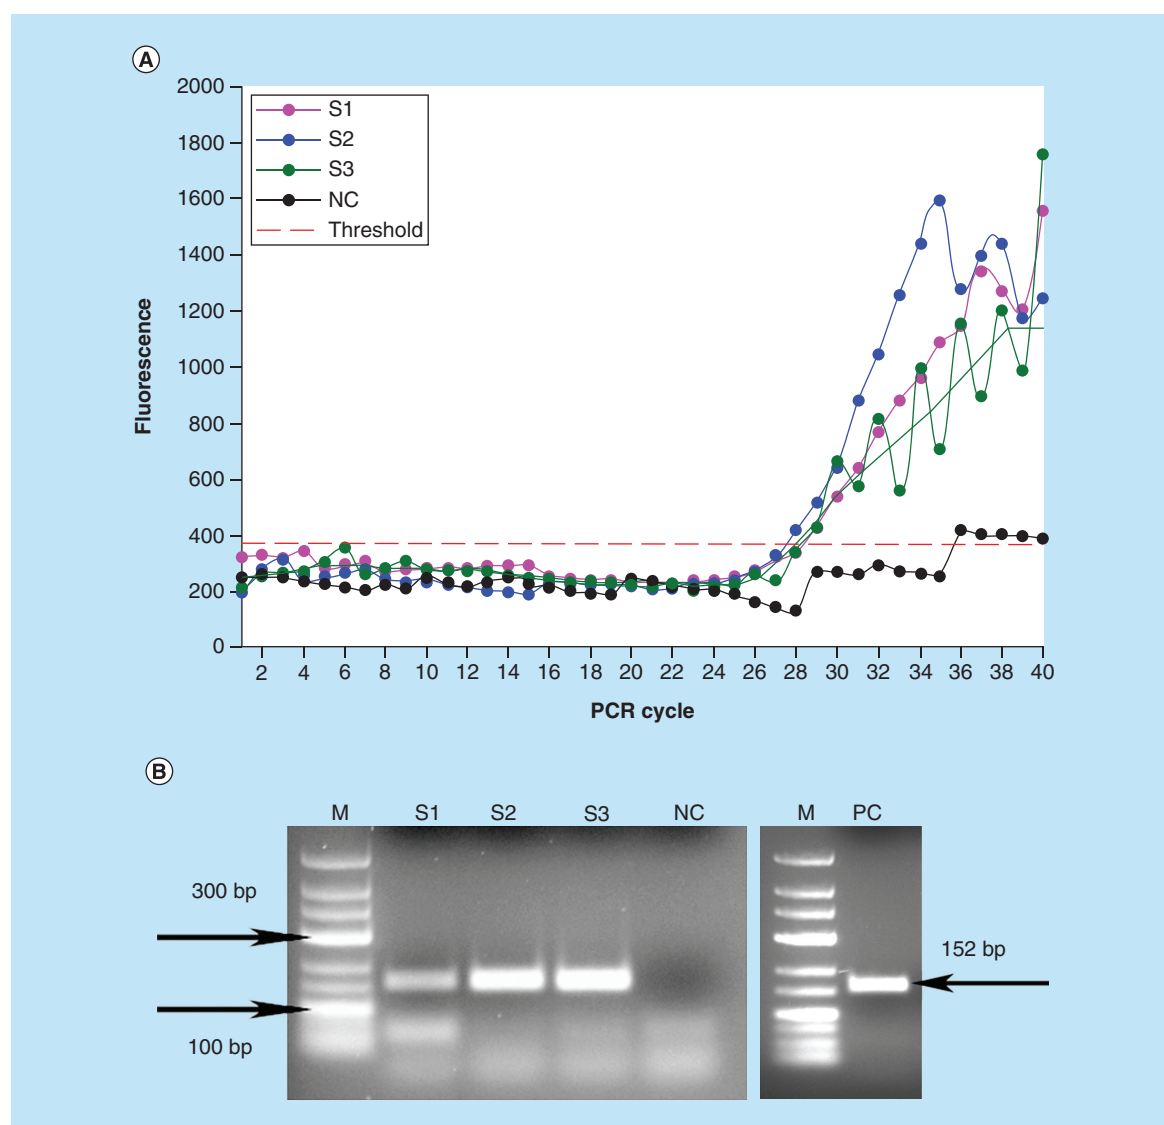 A
2000
1800
1600
1400
1200
1000
800
600
400
200
0
Fluorescence
S1
S2
S3
NC
Threshold
2 4 6 8 10 12 14 16 18 20 22 24 26 28 30 32 34 36 38 40
PCR cycle
B
M S1 S2 S3 NC M PC
300 bp
152 bp
100 bp